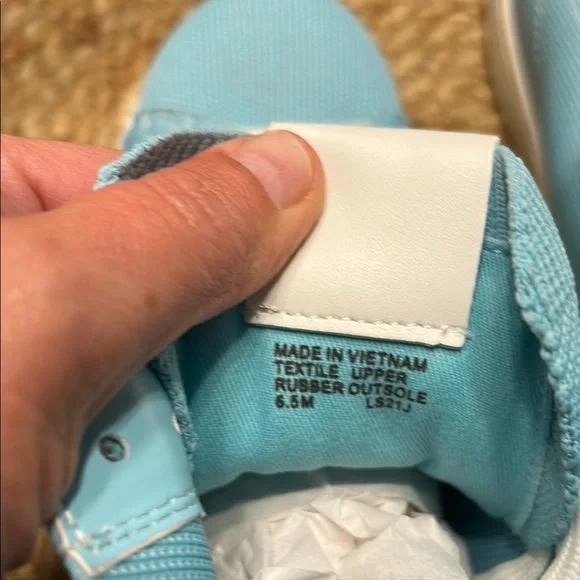 MADE IN VIETNAM
TEXTILE UPPER
RUBBER OUTSOLE
6.5M LS21J